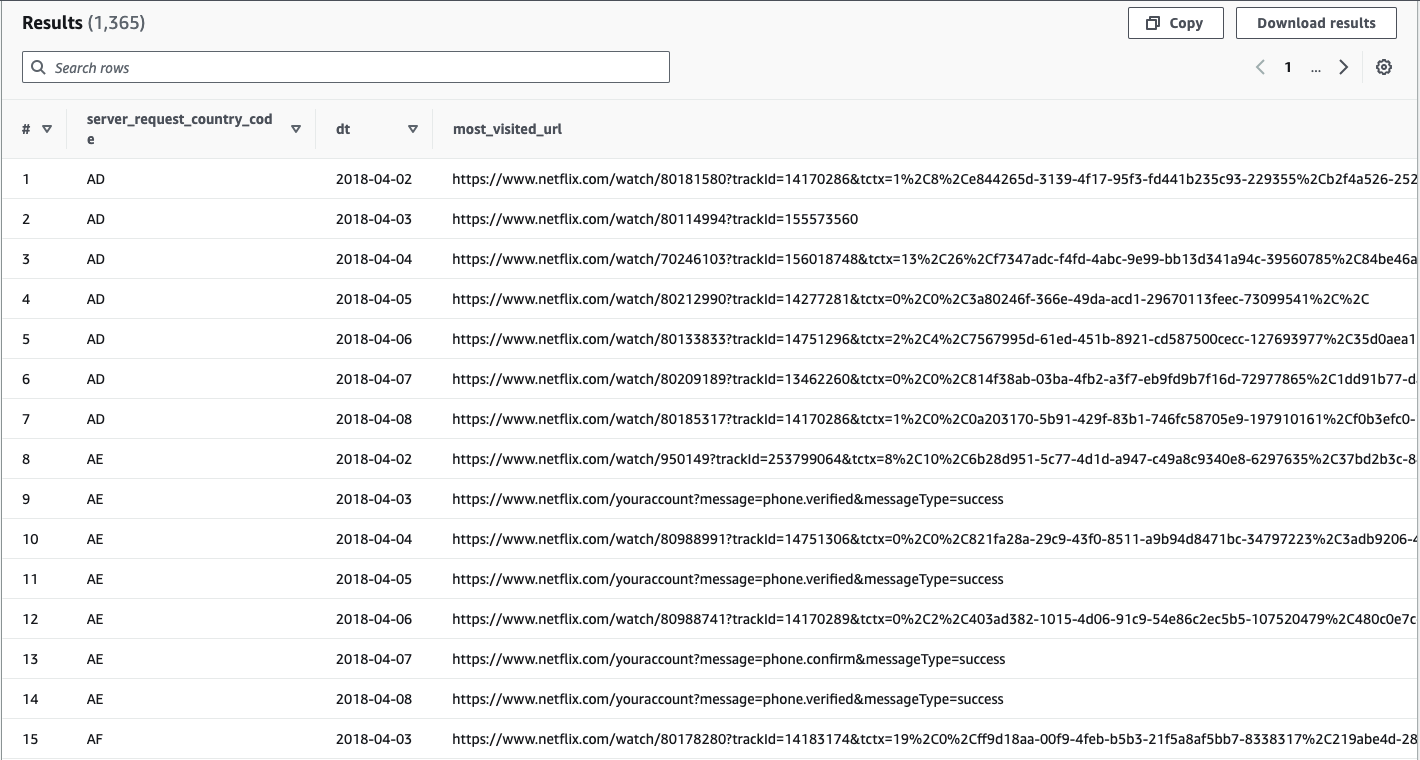 Results (1,365)
Copy
Download results
Search rows
1 ...
# server_request_country_cod
e dt most_visited_url
1 AD 2018-04-02 https://www.netflix.com/watch/80181580?trackId=14170286&tctx=1%2C8%2Ce844265d-3139-4f17-95f3-fd441b235c93-229355%2Cb2f4a526-252
2 AD 2018-04-03 https://www.netflix.com/watch/80114994?trackId=155573560
3 AD 2018-04-04 https://www.netflix.com/watch/70246103?trackId=156018748&tctx=13%2C26%2Cf7347adc-f4fd-4abc-9e99-bb13d341a94c-39560785%2C84be46a
4 AD 2018-04-05 https://www.netflix.com/watch/80212990?trackId=14277281&tctx=0%2C0%2C3a80246f-366e-49da-acd1-29670113feec-73099541%2C%2C
5 AD 2018-04-06 https://www.netflix.com/watch/80133833?trackId=14751296&tctx=2%2C4%2C7567995d-61ed-451b-8921-cd587500cecc-127693977%2C35d0aea1
6 AD 2018-04-07 https://www.netflix.com/watch/80209189?trackId=13462260&tctx=0%2C0%2C814f38ab-03ba-4fb2-a3f7-eb9fd9b7f16d-72977865%2C1dd91b77-d
7 AD 2018-04-08 https://www.netflix.com/watch/80185317?trackId=14170286&tctx=1%2C0%2C0a203170-5b91-429f-83b1-746fc58705e9-197910161%2Cf0b3efc0-
8 AE 2018-04-02 https://www.netflix.com/watch/950149?trackId=253799064&tctx=8%2C10%2C6b28d951-5c77-4d1d-a947-c49a8c9340e8-6297635%2C37bd2b3c-8
9 AE 2018-04-03 https://www.netflix.com/youraccount?message=phone.verified&messageType=success
10 AE 2018-04-04 https://www.netflix.com/watch/80988991?trackId=14751306&tctx=0%2C0%2C821fa28a-29c9-43f0-8511-a9b94d8471bc-34797223%2C3adb9206-4
11 AE 2018-04-05 https://www.netflix.com/youraccount?message=phone.verified&messageType=success
12 AE 2018-04-06 https://www.netflix.com/watch/80988741?trackId=14170289&tctx=0%2C2%2C403ad382-1015-4d06-91c9-54e86c2ec5b5-107520479%2C480c0e7c
13 AE 2018-04-07 https://www.netflix.com/youraccount?message=phone.confirm&messageType=success
14 AE 2018-04-08 https://www.netflix.com/youraccount?message=phone.verified&messageType=success
15 AF 2018-04-03 https://www.netflix.com/watch/80178280?trackId=14183174&tctx=19%2C0%2Cff9d18aa-00f9-4feb-b5b3-21f5a8af5bb7-8338317%2C219abe4d-28